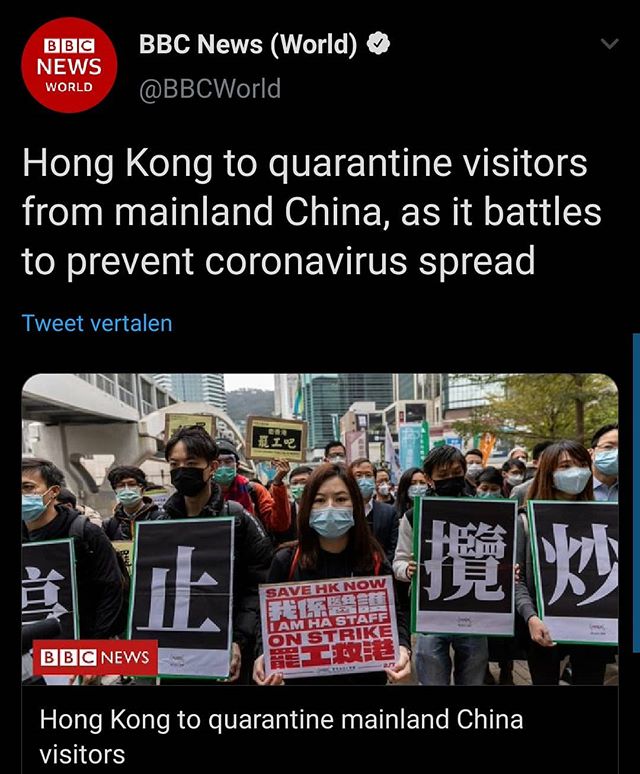 BBC
NEWS
WORLD
BBC News (World)
@BBCWorld
Hong Kong to quarantine visitors
from mainland China, as it battles
to prevent coronavirus spread
Tweet vertalen
罷工吧
停
止
攬
炒
SAVE HK NOW
我係醫護
I AM HA STAFF
ON STRIKE
罷工救港
BBC NEWS
Hong Kong to quarantine mainland China
visitors